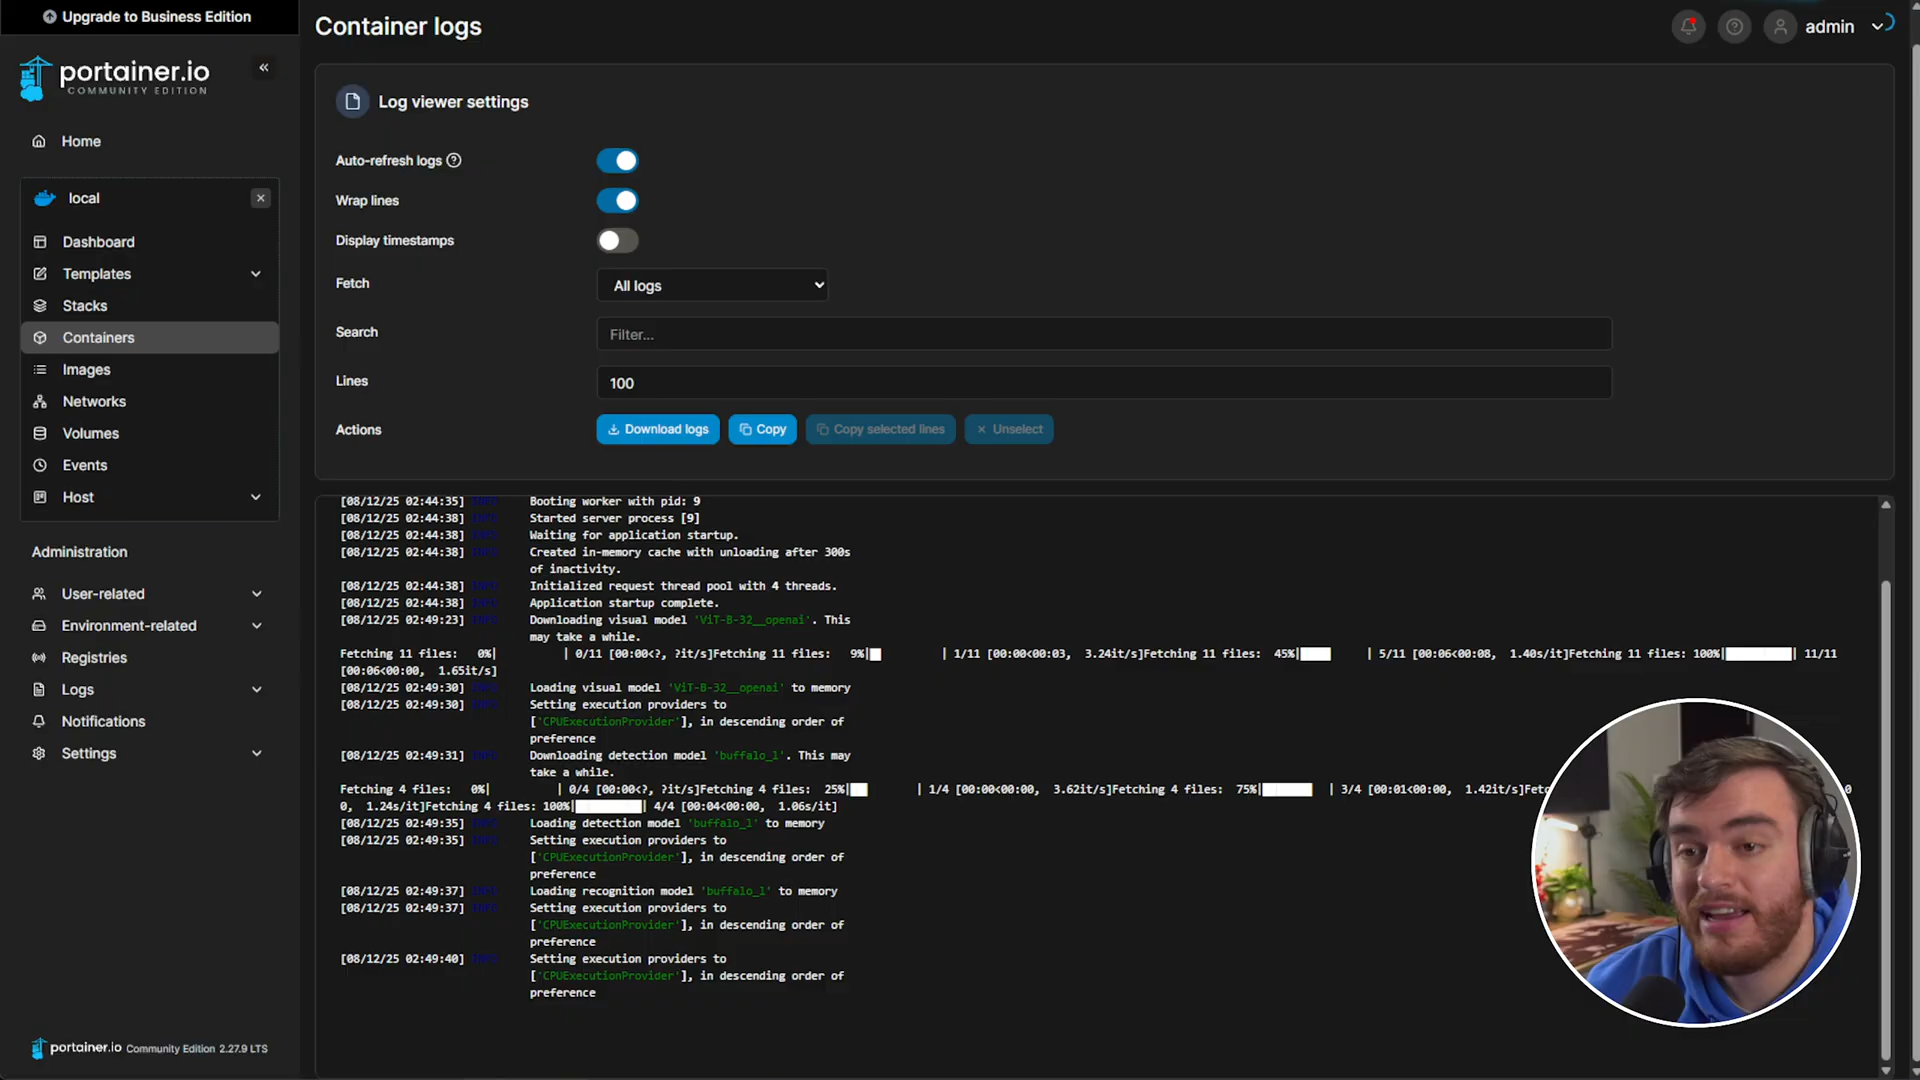 Upgrade to Business Edition
Container logs
admin
portainer.io
COMMUNITY EDITION
Log viewer settings
Home
Auto-refresh logs
local
Wrap lines
Dashboard
Display timestamps
Templates
Fetch
All logs
Stacks
Containers
Search
Filter...
Images
Lines
100
Networks
Actions
Download logs
Copy
Copy selected lines
Unselect
Volumes
Events
Host
Administration
User-related
Environment-related
Registries
Logs
Notifications
Settings
[08/12/25 02:44:35] INFO Booting worker with pid: 9
[08/12/25 02:44:38] INFO Started server process [9]
[08/12/25 02:44:38] INFO Waiting for application startup.
[08/12/25 02:44:38] INFO Created in-memory cache with unloading after 300s
of inactivity.
[08/12/25 02:44:38] INFO Initialized request thread pool with 4 threads.
[08/12/25 02:44:38] INFO Application startup complete.
[08/12/25 02:49:23] INFO Downloading visual model 'ViT-B-32__openai'. This
may take a while.
Fetching 11 files: 0%| | 0/11 [00:00<?, ?it/s]Fetching 11 files: 9%| | 1/11 [00:00<00:03, 3.24it/s]Fetching 11 files: 45%| | 5/11 [00:06<00:08, 1.40s/it]Fetching 11 files: 100%| | 11/11
[00:06<00:00, 1.65it/s]
[08/12/25 02:49:30] INFO Loading visual model 'ViT-B-32__openai' to memory
[08/12/25 02:49:30] INFO Setting execution providers to
['CPUExecutionProvider'], in descending order of
preference
[08/12/25 02:49:31] INFO Downloading detection model 'buffalo_l'. This may
take a while.
Fetching 4 files: 0%| | 0/4 [00:00<?, ?it/s]Fetching 4 files: 25%| | 1/4 [00:00<00:00, 3.62it/s]Fetching 4 files: 75%| | 3/4 [00:01<00:00, 1.42it/s]
0, 1.24s/it]Fetching 4 files: 100%| | 4/4 [00:04<00:00, 1.06s/it]
[08/12/25 02:49:35] INFO Loading detection model 'buffalo_l' to memory
[08/12/25 02:49:35] INFO Setting execution providers to
['CPUExecutionProvider'], in descending order of
preference
[08/12/25 02:49:37] INFO Loading recognition model 'buffalo_l' to memory
[08/12/25 02:49:37] INFO Setting execution providers to
['CPUExecutionProvider'], in descending order of
preference
[08/12/25 02:49:40] INFO Setting execution providers to
['CPUExecutionProvider'], in descending order of
preference
portainer.io Community Edition 2.27.9 LTS